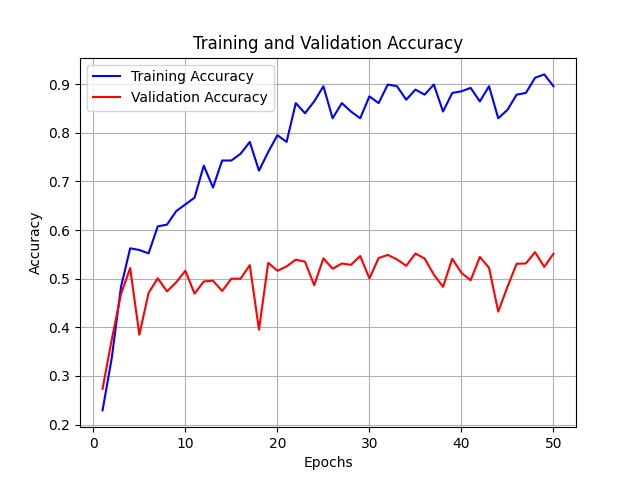 Training and Validation Accuracy
Training Accuracy
Validation Accuracy
0.9
0.8
0.7
0.6
0.5
0.4
0.3
0.2
Accuracy
0 10 20 30 40 50
Epochs